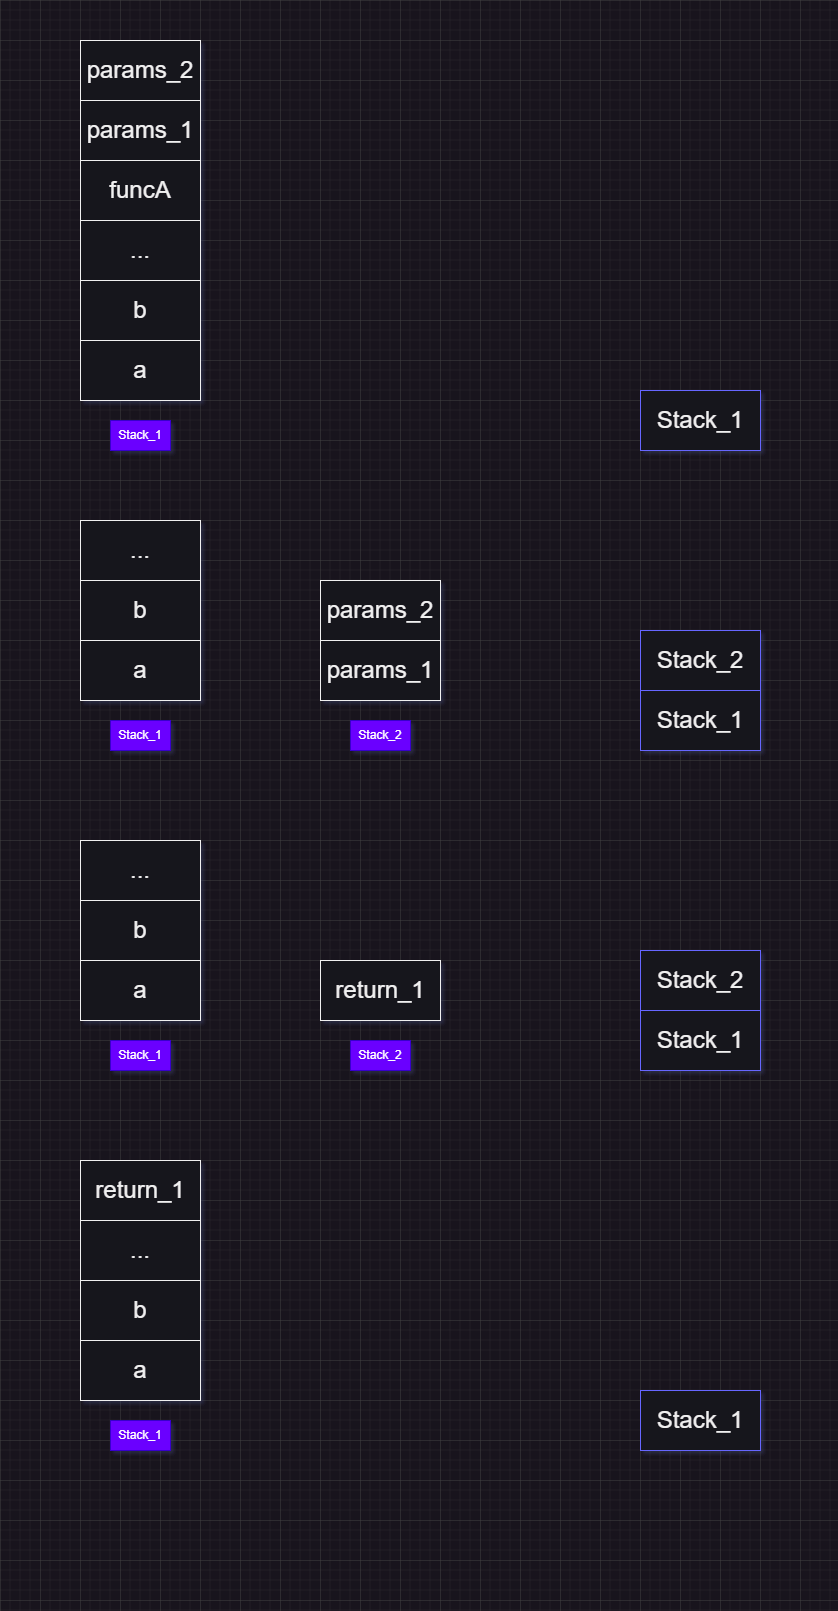 params_2
params_1
funcA
...
b
a
Stack_1
Stack_1
...
b
a
Stack_1
params_2
params_1
Stack_2
Stack_2
Stack_1
...
b
a
Stack_1
return_1
Stack_2
Stack_2
Stack_1
return_1
...
b
a
Stack_1
Stack_1